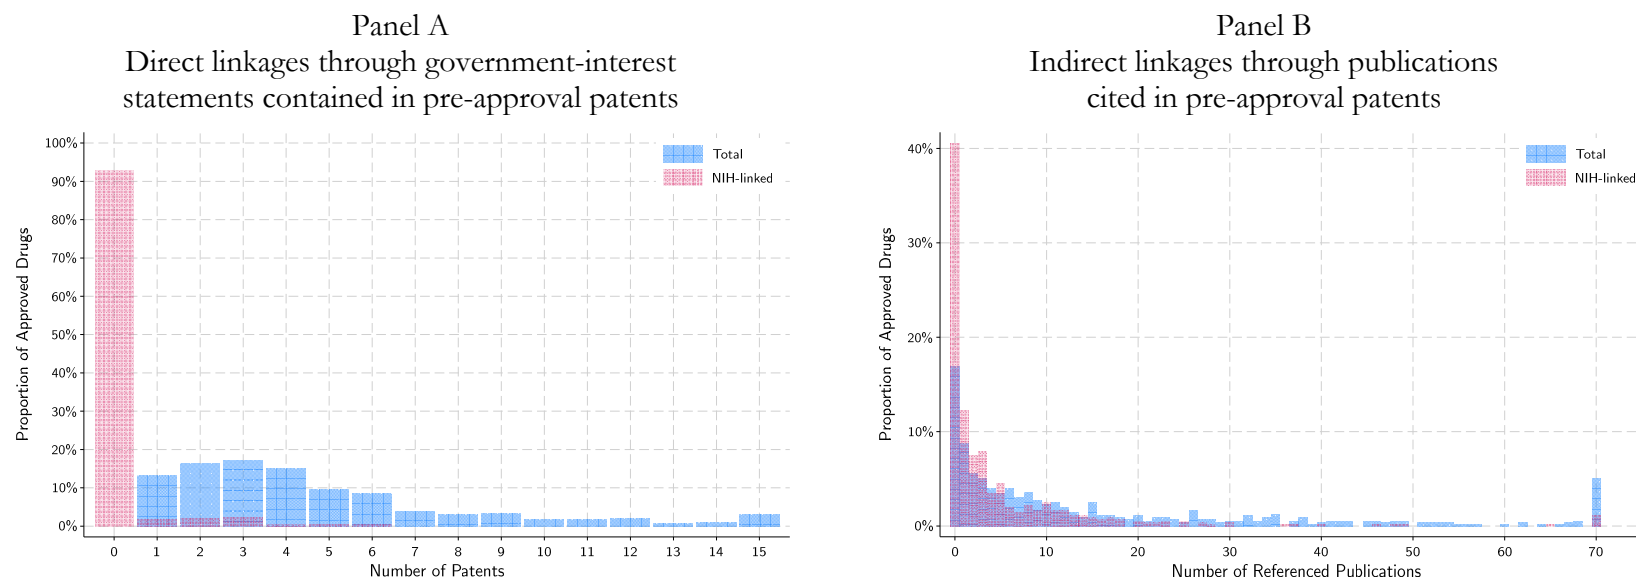 Panel A
Direct linkages through government-interest
statements contained in pre-approval patents
100%
90%
80%
70%
60%
50%
40%
30%
20%
10%
0%
Proportion of Approved Drugs
Total
NIH-linked
0 1 2 3 4 5 6 7 8 9 10 11 12 13 14 15
Number of Patents
Panel B
Indirect linkages through publications
cited in pre-approval patents
40%
30%
20%
10%
0%
Proportion of Approved Drugs
Total
NIH-linked
0 10 20 30 40 50 60 70
Number of Referenced Publications